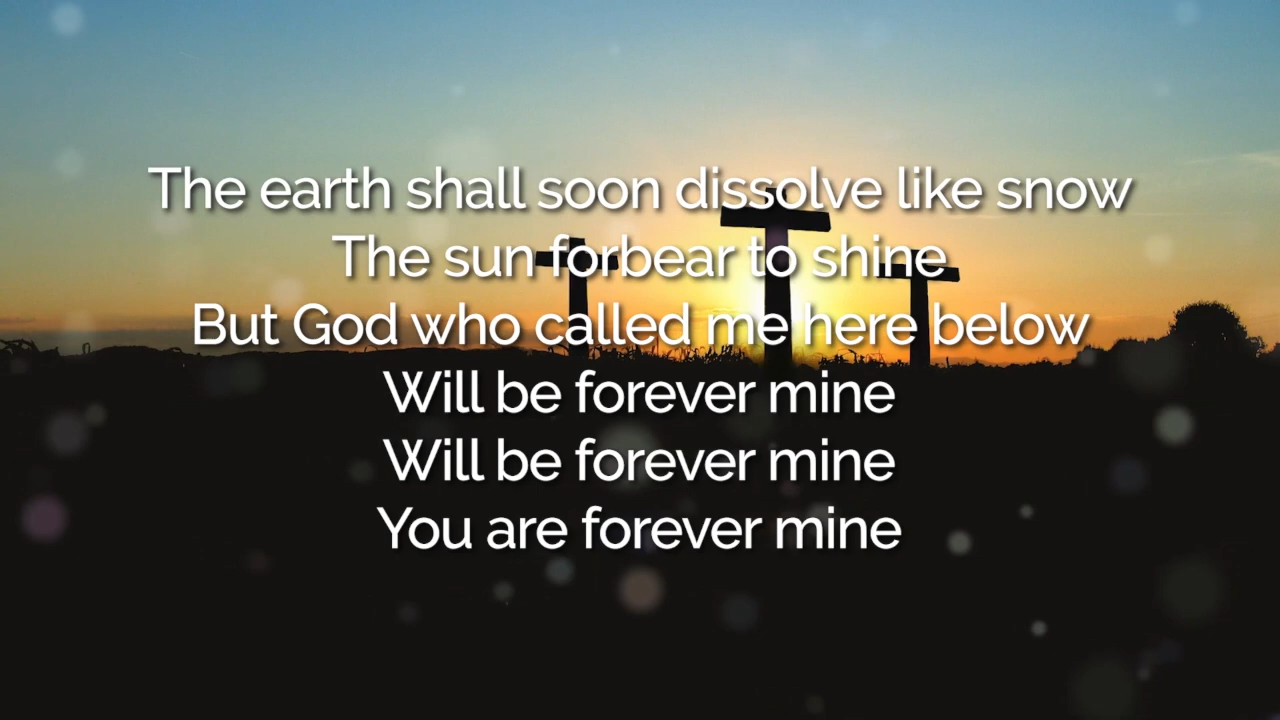 The earth shall soon dissolve like snow
The sun forbear to shine
But God who called me here below
Will be forever mine
Will be forever mine
You are forever mine